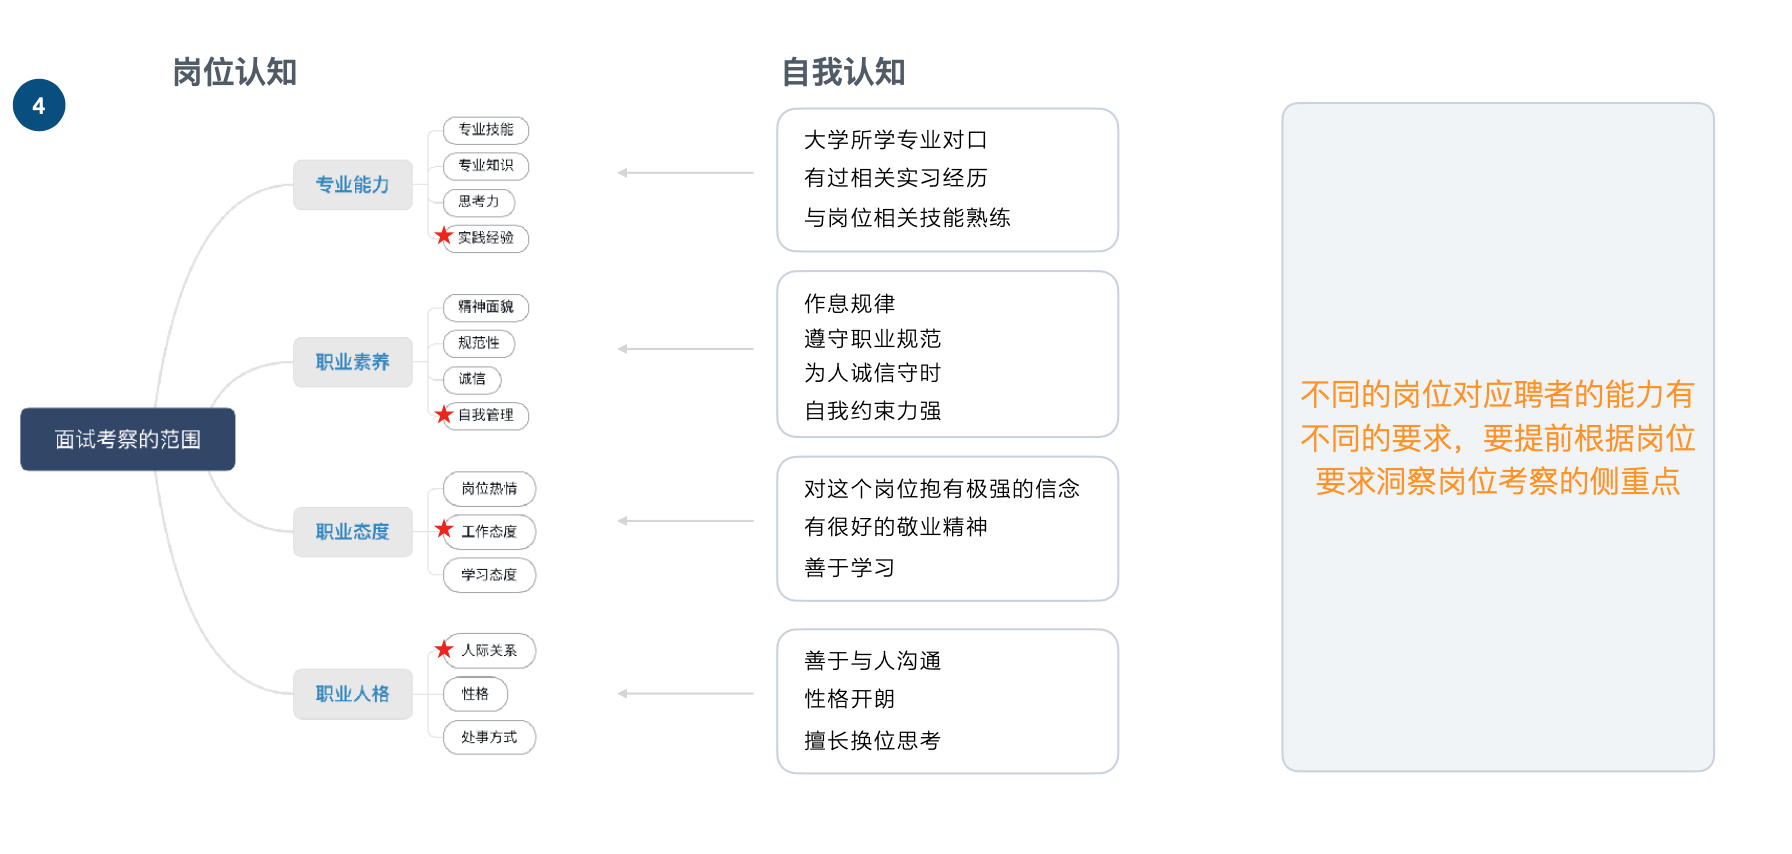 岗位认知
自我认知
4
面试考察的范围
专业能力
专业技能
专业知识
思考力
实践经验
大学所学专业对口
有过相关实习经历
与岗位相关技能熟练
职业素养
精神面貌
规范性
诚信
自我管理
作息规律
遵守职业规范
为人诚信守时
自我约束力强
职业态度
岗位热情
工作态度
学习态度
对这个岗位抱有极强的信念
有很好的敬业精神
善于学习
职业人格
人际关系
性格
处事方式
善于与人沟通
性格开朗
擅长换位思考
不同的岗位对应聘者的能力有
不同的要求，要提前根据岗位
要求洞察岗位考察的侧重点